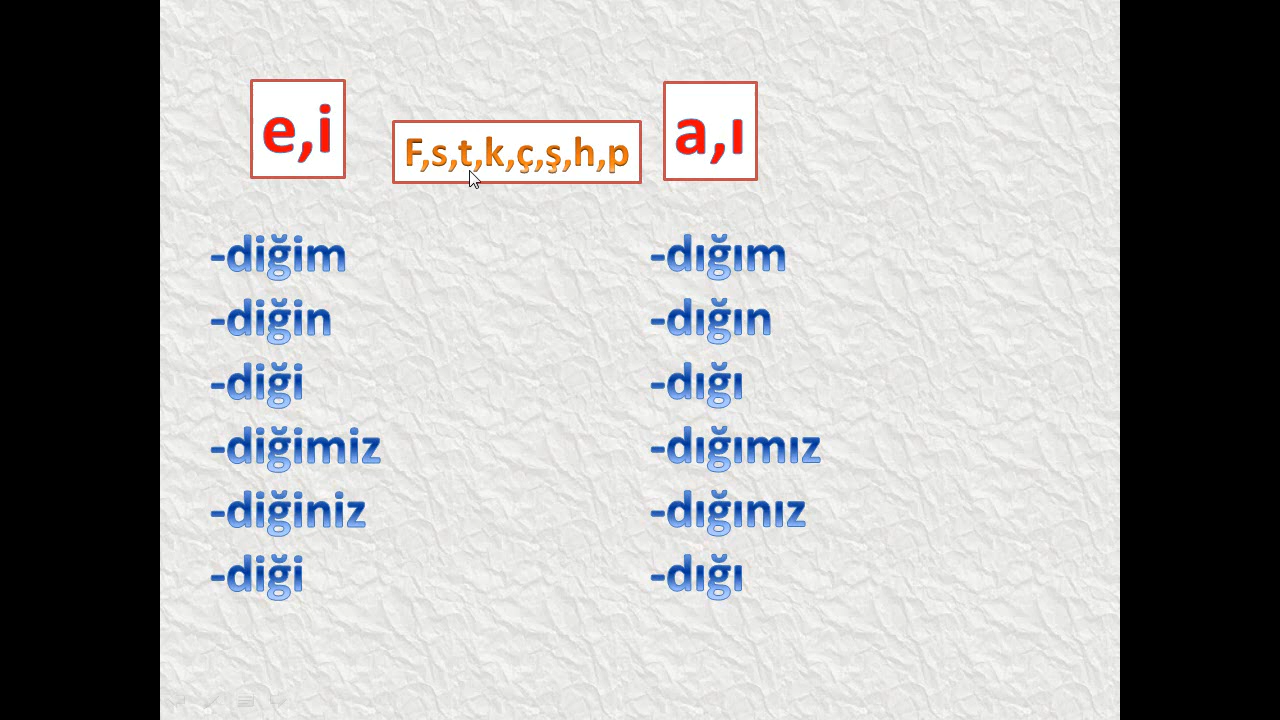 e,i
F,s,t,k,ç,ş,h,p
a,ı
-diğim
-dığım
-diğin
-dığın
-diği
-dığı
-diğimiz
-dığımız
-diğiniz
-dığınız
-diği
-dığı